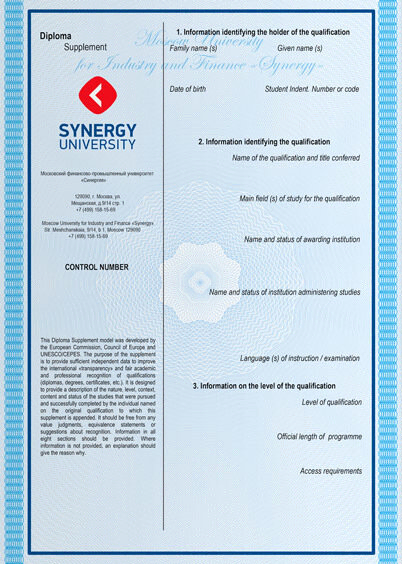 Diploma
Supplement
SYNERGY
UNIVERSITY
Московский финансово-промышленный университет
«Синергия»
129090, г. Москва, ул.
Мещанская, д.9/14 стр. 1
+7 (499) 158-15-69
Moscow University for Industry and Finance «Synergy»
Str. Meshchanskaia, 9/14, b 1, Moscow 129090
+7 (499) 158-15-69
CONTROL NUMBER
This Diploma Supplement model was developed by
the European Commission, Council of Europe and
UNESCO/CEPES. The purpose of the supplement
is to provide sufficient independent data to improve
the international «transparency» and fair academic
and professional recognition of qualifications
(diplomas, degrees, certificates, etc.). It is designed
to provide a description of the nature, level, context,
content and status of the studies that were pursued
and successfully completed by the individual named
on the original qualification to which this
supplement is appended. It should be free from any
value judgments, equivalence statements or
suggestions about recognition. Information in all
eight sections should be provided. Where
information is not provided, an explanation should
give the reason why.
Moscow University
for Industry and Finance «Synergy»
1. Information identifying the holder of the qualification
Family name (s) Given name (s)
Date of birth Student Indent. Number or code
2. Information identifying the qualification
Name of the qualification and title conferred
Main field (s) of study for the qualification
Name and status of awarding institution
Name and status of institution administering studies
Language (s) of instruction / examination
3. Information on the level of the qualification
Level of qualification
Official length of programme
Access requirements